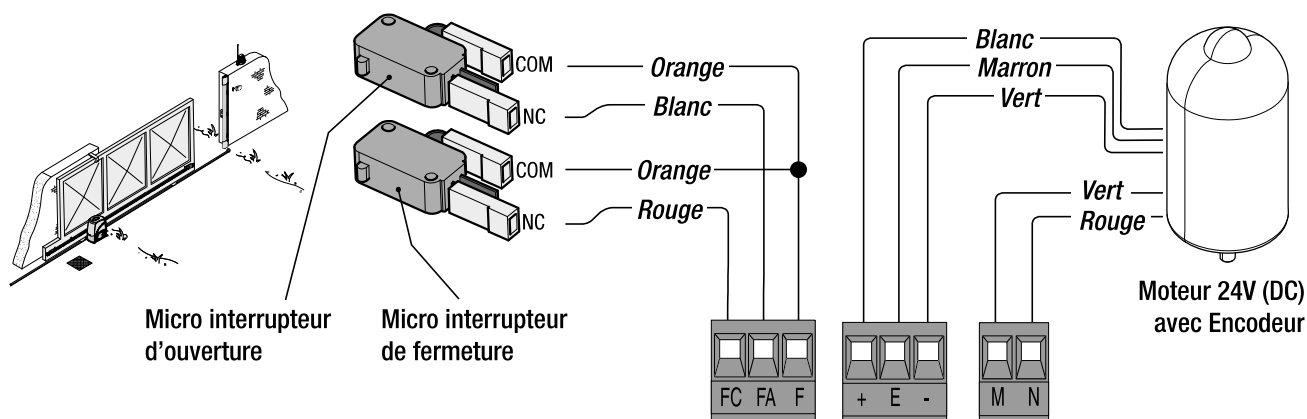 COM
Orange
NC
Blanc
COM
Orange
NC
Rouge
Micro interrupteur
d'ouverture
Micro interrupteur
de fermeture
Blanc
Marron
Vert
Vert
Rouge
Moteur 24V (DC)
avec Encodeur
FC FA F
+ E -
M N